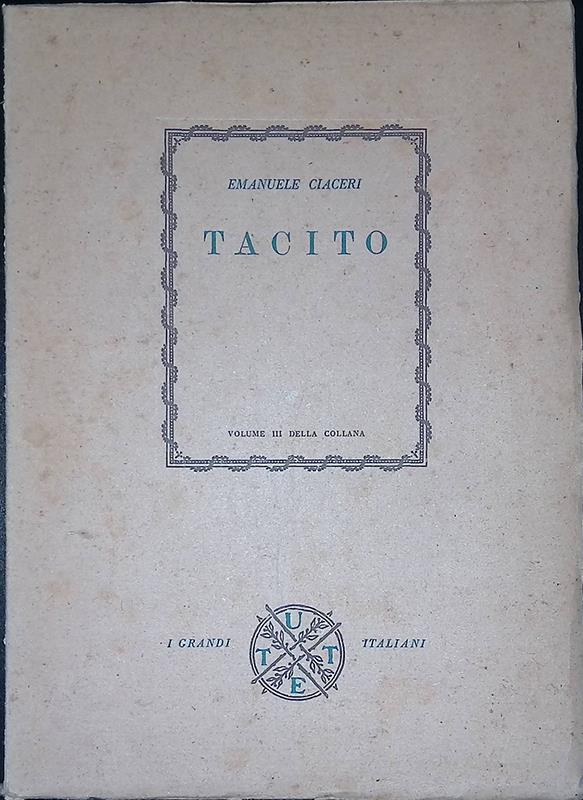 EMANUELE CIACERI
TACITO
VOLUME III DELLA COLLANA
I GRANDI ITALIANI
U
T T
E